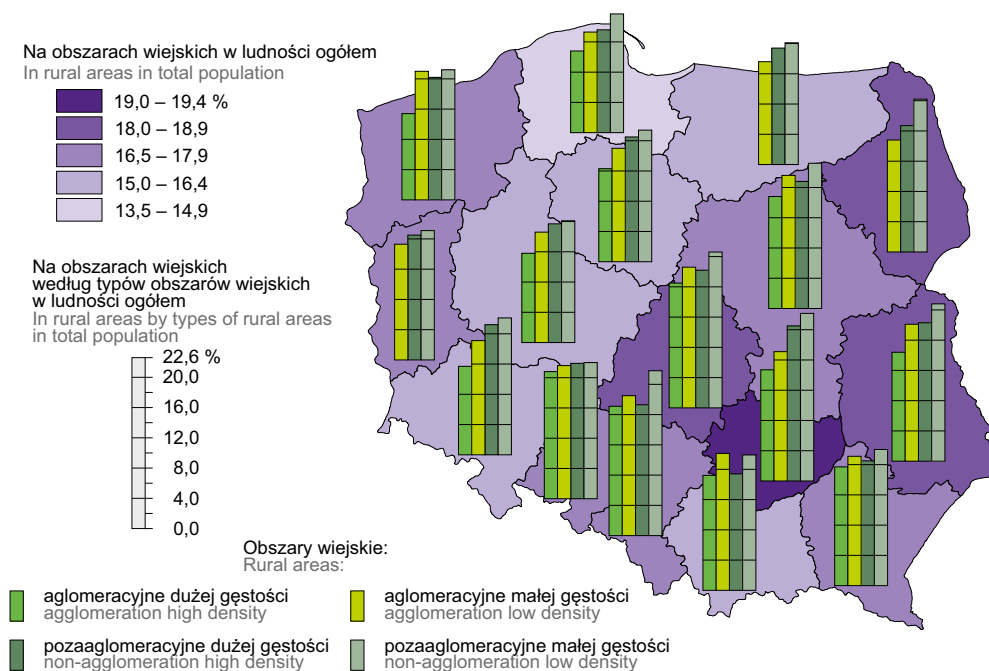 Na obszarach wiejskich w ludności ogółem
In rural areas in total population
19,0 – 19,4 %
18,0 – 18,9
16,5 – 17,9
15,0 – 16,4
13,5 – 14,9
Na obszarach wiejskich
według typów obszarów wiejskich
w ludności ogółem
In rural areas by types of rural areas
in total population
22,6 %
20,0
16,0
12,0
8,0
4,0
0,0
Obszary wiejskie:
Rural areas:
aglomeracyjne dużej gęstości
agglomeration high density
aglomeracyjne małej gęstości
agglomeration low density
pozaaglomeracyjne dużej gęstości
non-agglomeration high density
pozaaglomeracyjne małej gęstości
non-agglomeration low density